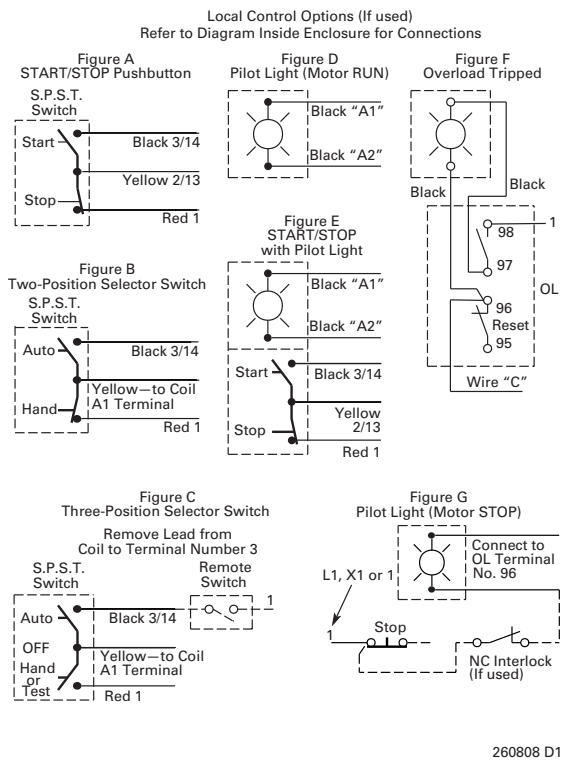 Local Control Options (If used)
Refer to Diagram Inside Enclosure for Connections
Figure A
START/STOP Pushbutton
S.P.S.T.
Switch
Start
Black 3/14
Yellow 2/13
Stop
Red 1
Figure B
Two-Position Selector Switch
S.P.S.T.
Switch
Auto
Black 3/14
Yellow—to Coil
A1 Terminal
Hand
Red 1
Figure D
Pilot Light (Motor RUN)
Black “A1”
Black “A2”
Figure E
START/STOP
with Pilot Light
Black “A1”
Black “A2”
Start
Black 3/14
Yellow
2/13
Stop
Red 1
Figure F
Overload Tripped
Black
Black
1
98
97
OL
96
Reset
95
Wire “C”
Figure C
Three-Position Selector Switch
Remove Lead from
Coil to Terminal Number 3
S.P.S.T.
Switch
Remote
Switch
Auto
Black 3/14
1
OFF
Yellow—to Coil
A1 Terminal
Hand
or
Test
Red 1
Figure G
Pilot Light (Motor STOP)
Connect to
OL Terminal
No. 96
L1, X1 or 1
1
Stop
NC Interlock
(If used)
260808 D1